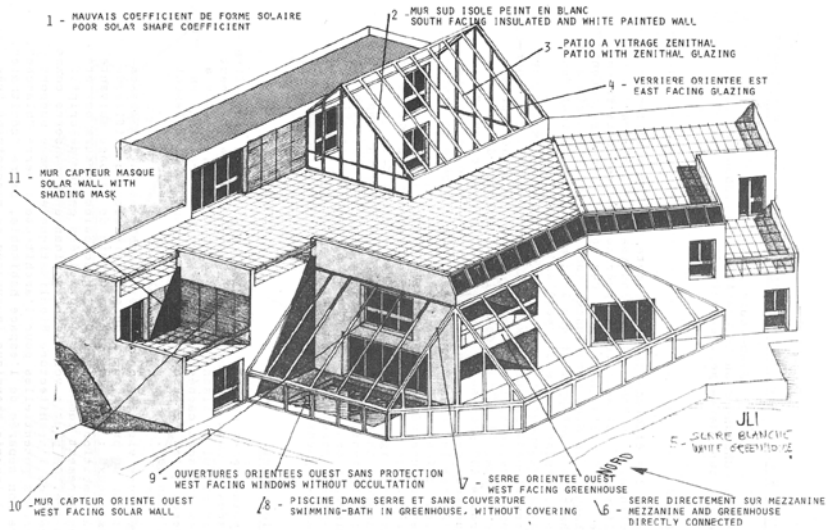 1 - MAUVAIS COEFFICIENT DE FORME SOLAIRE
POOR SOLAR SHAPE COEFFICIENT
2 - MUR SUD ISOLE PEINT EN BLANC
SOUTH FACING INSULATED AND WHITE PAINTED WALL
3 - PATIO A VITRAGE ZENITHAL
PATIO WITH ZENITHAL GLAZING
4 - VERRIERE ORIENTEE EST
EAST FACING GLAZING
11 - MUR CAPTEUR MASQUE
SOLAR WALL WITH
SHADING MASK
JLI
5 - SERRE BLANCHE
WHITE GREENHOUSE
NORD
9 - OUVERTURES ORIENTEES OUEST SANS PROTECTION
WEST FACING WINDOWS WITHOUT OCCULTATION
7 - SERRE ORIENTEE OUEST
WEST FACING GREENHOUSE
10 - MUR CAPTEUR ORIENTE OUEST
WEST FACING SOLAR WALL
8 - PISCINE DANS SERRE ET SANS COUVERTURE
SWIMMING-BATH IN GREENHOUSE, WITHOUT COVERING
6 - SERRE DIRECTEMENT SUR MEZZANINE
MEZZANINE AND GREENHOUSE
DIRECTLY CONNECTED